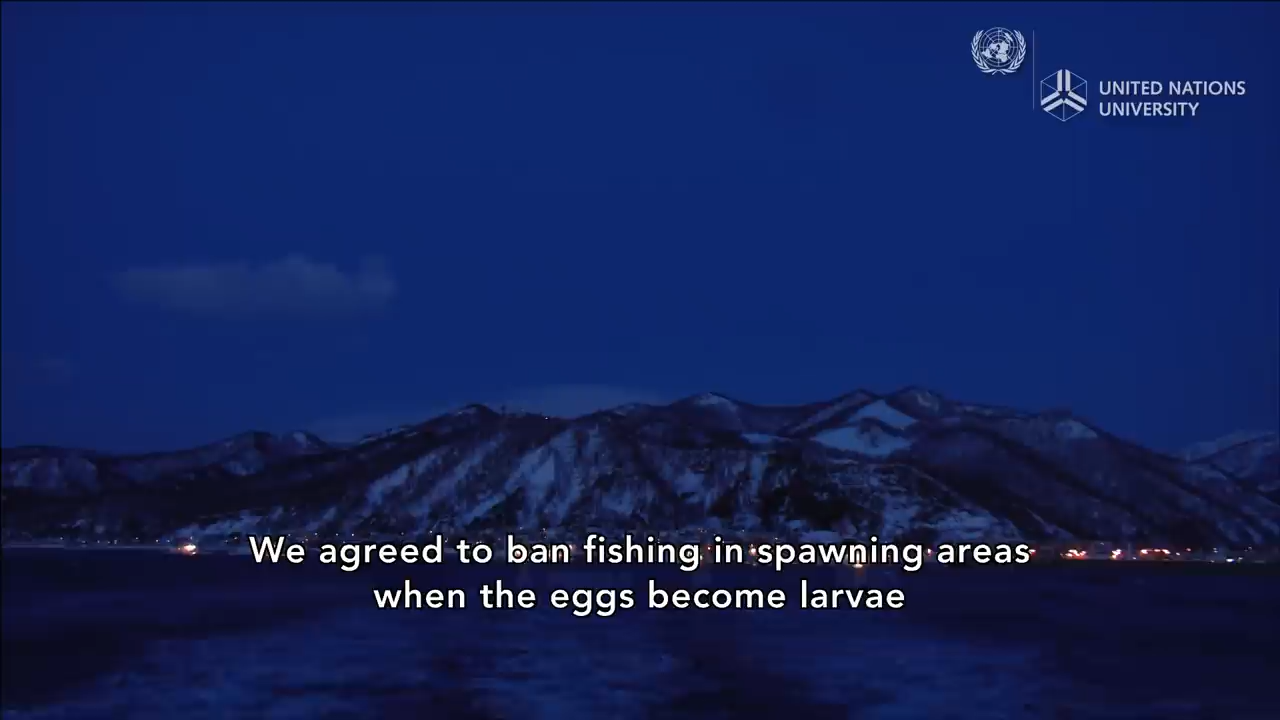 UNITED NATIONS
UNIVERSITY
We agreed to ban fishing in spawning areas
when the eggs become larvae